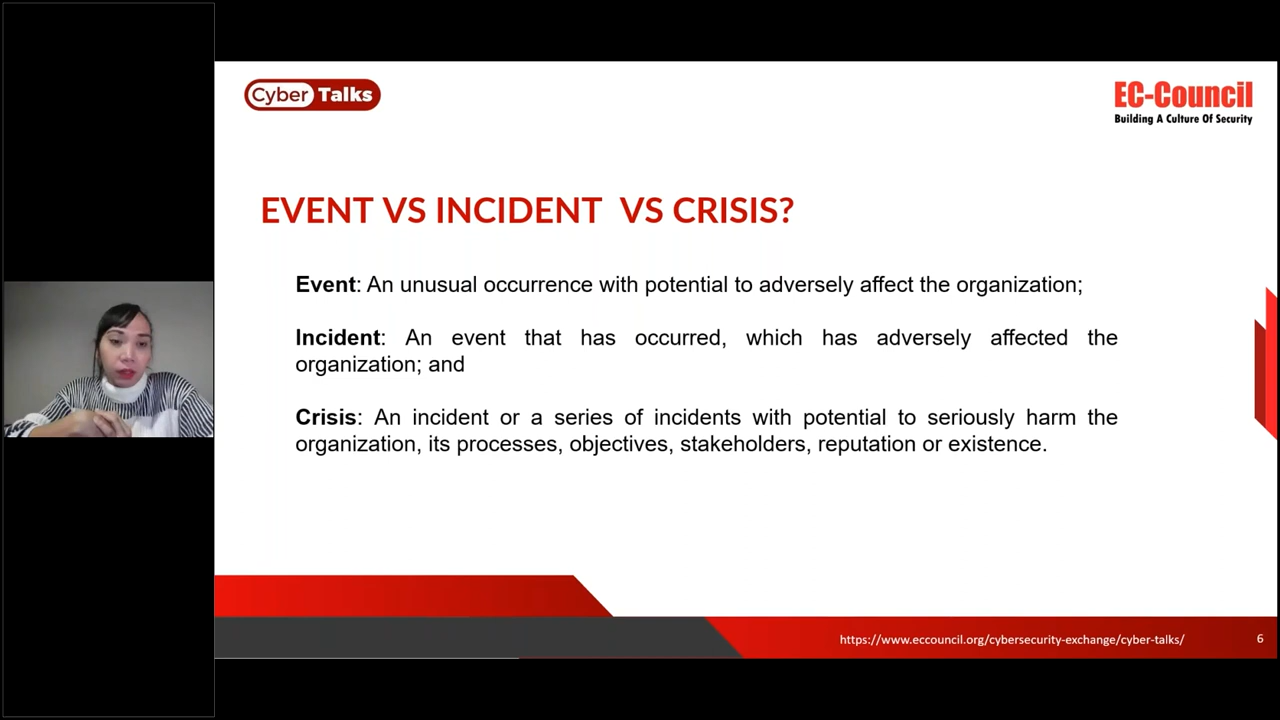 Cyber Talks
EC-Council
Building A Culture Of Security
EVENT VS INCIDENT VS CRISIS?
Event: An unusual occurrence with potential to adversely affect the organization;
Incident: An event that has occurred, which has adversely affected the
organization; and
Crisis: An incident or a series of incidents with potential to seriously harm the
organization, its processes, objectives, stakeholders, reputation or existence.
https://www.eccouncil.org/cybersecurity-exchange/cyber-talks/
6